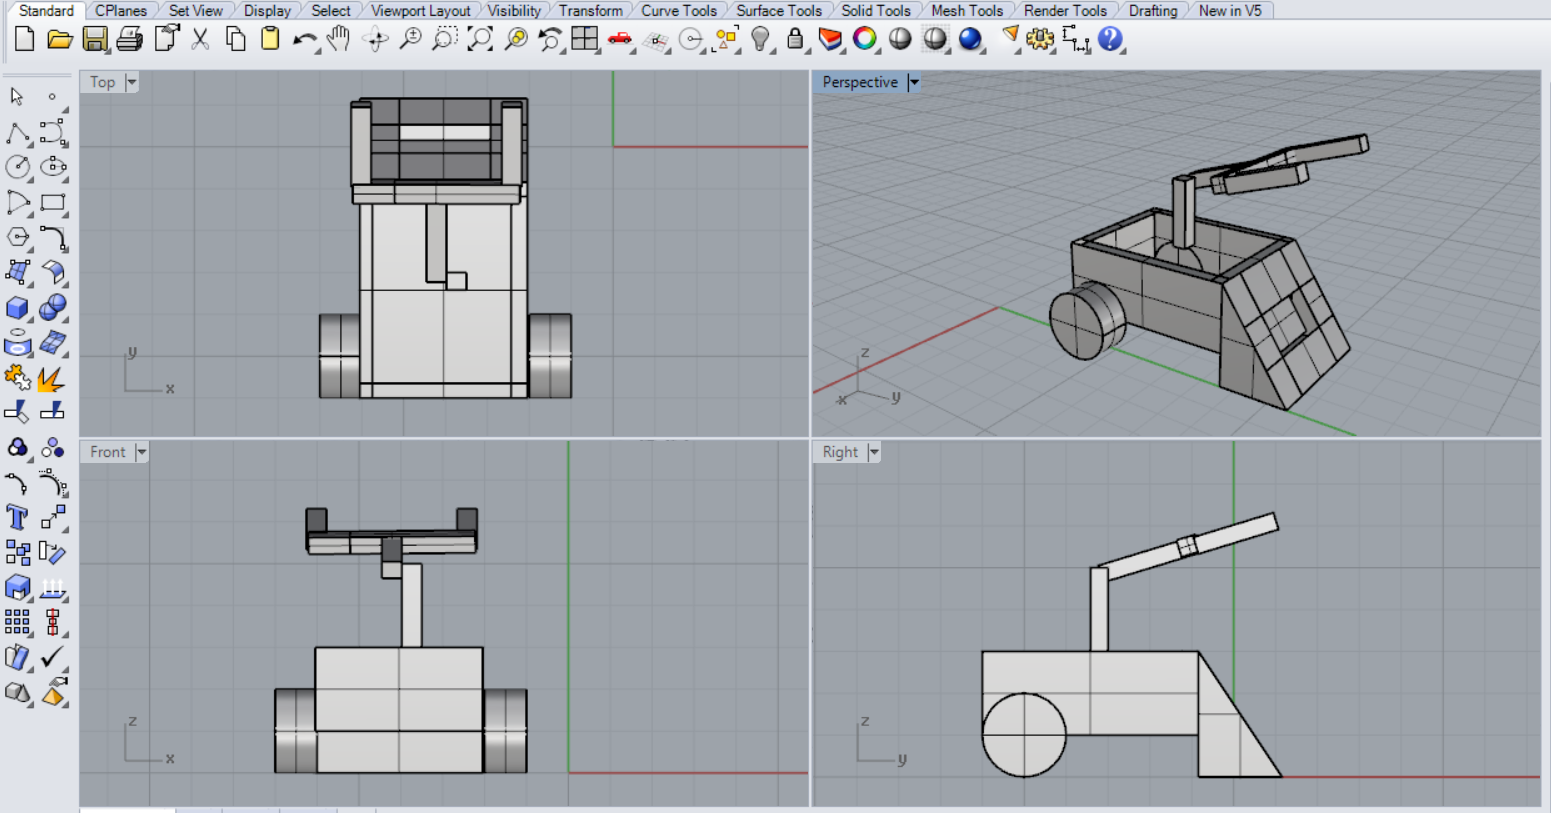 Standard CPlanes Set View Display Select Viewport Layout Visibility Transform Curve Tools Surface Tools Solid Tools Mesh Tools Render Tools Drafting New in V5
Top
Perspective
y
x
z
x
y
Front
Right
z
x
z
y